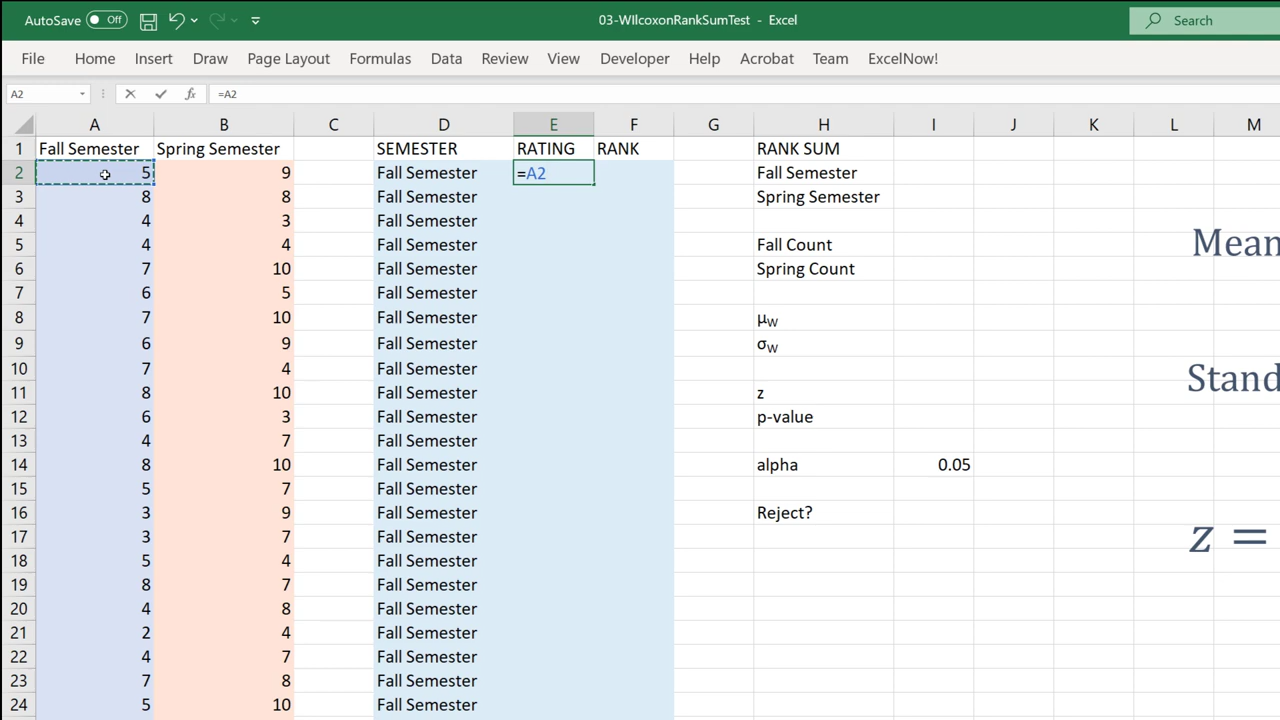 AutoSave Off 03-WIlcoxonRankSumTest - Excel Search
File Home Insert Draw Page Layout Formulas Data Review View Developer Help Acrobat Team ExcelNow!
A2 fx =A2
A B C D E F G H I J K L M
1 Fall Semester Spring Semester SEMESTER RATING RANK RANK SUM
2 5 9 Fall Semester =A2 Fall Semester
3 8 8 Fall Semester Spring Semester
4 4 3 Fall Semester Mean
5 4 4 Fall Semester Fall Count
6 7 10 Fall Semester Spring Count
7 6 5 Fall Semester
8 7 10 Fall Semester μW
9 6 9 Fall Semester σW
10 7 4 Fall Semester Stand
11 8 10 Fall Semester z
12 6 3 Fall Semester p-value
13 4 7 Fall Semester
14 8 10 Fall Semester alpha 0.05
15 5 7 Fall Semester
16 3 9 Fall Semester Reject?
17 3 7 Fall Semester z =
18 5 4 Fall Semester
19 8 7 Fall Semester
20 4 8 Fall Semester
21 2 4 Fall Semester
22 4 7 Fall Semester
23 7 8 Fall Semester
24 5 10 Fall Semester